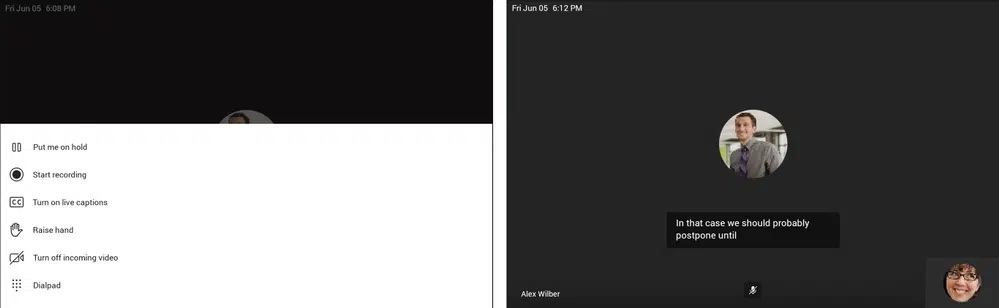 Fri Jun 05 6:08 PM
Put me on hold
Start recording
CC Turn on live captions
Raise hand
Turn off incoming video
Dialpad
Fri Jun 05 6:12 PM
In that case we should probably
postpone until
Alex Wilber